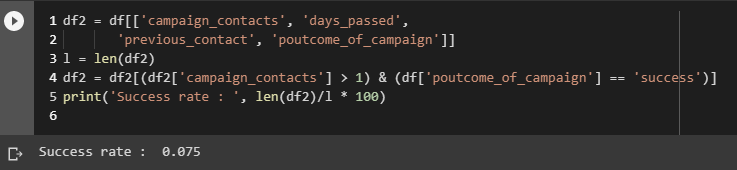 1 df2 = df[['campaign_contacts', 'days_passed',
2 'previous_contact', 'poutcome_of_campaign']]
3 l = len(df2)
4 df2 = df2[(df2['campaign_contacts'] > 1) & (df['poutcome_of_campaign'] == 'success')]
5 print('Success rate : ', len(df2)/l * 100)
6
Success rate :  0.075